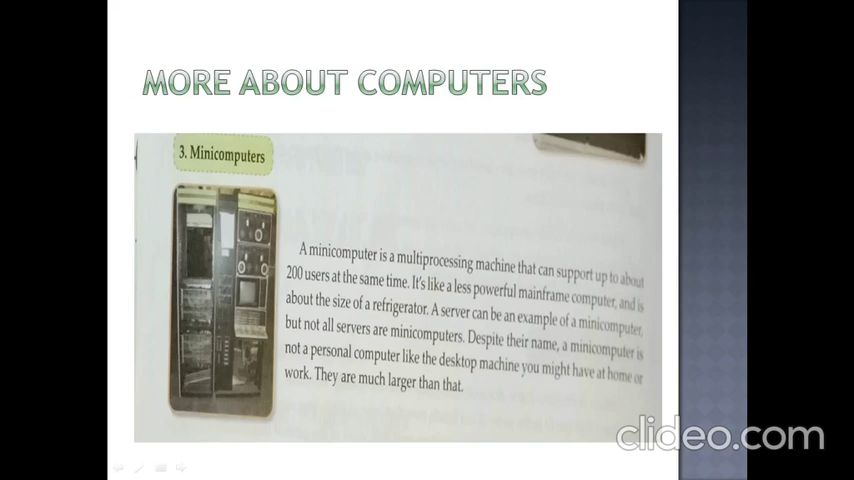 MORE ABOUT COMPUTERS
3. Minicomputers
A minicomputer is a multiprocessing machine that can support up to about
200 users at the same time. It's like a less powerful mainframe computer, and is
about the size of a refrigerator. A server can be an example of a minicomputer,
but not all servers are minicomputers. Despite their name, a minicomputer is
not a personal computer like the desktop machine you might have at home or
work. They are much larger than that.
clideo.com